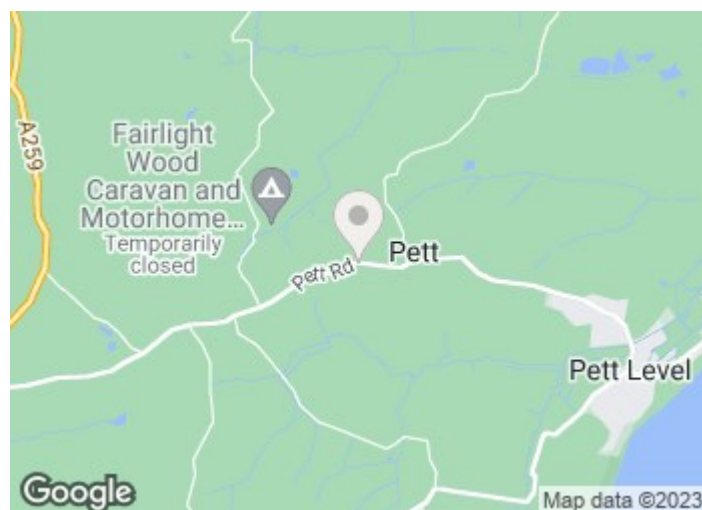 A259
Fairlight
Wood
Caravan and
Motorhome...
Temporarily
closed
Pett Rd
Pett
Pett Level
Google
Map data ©2023